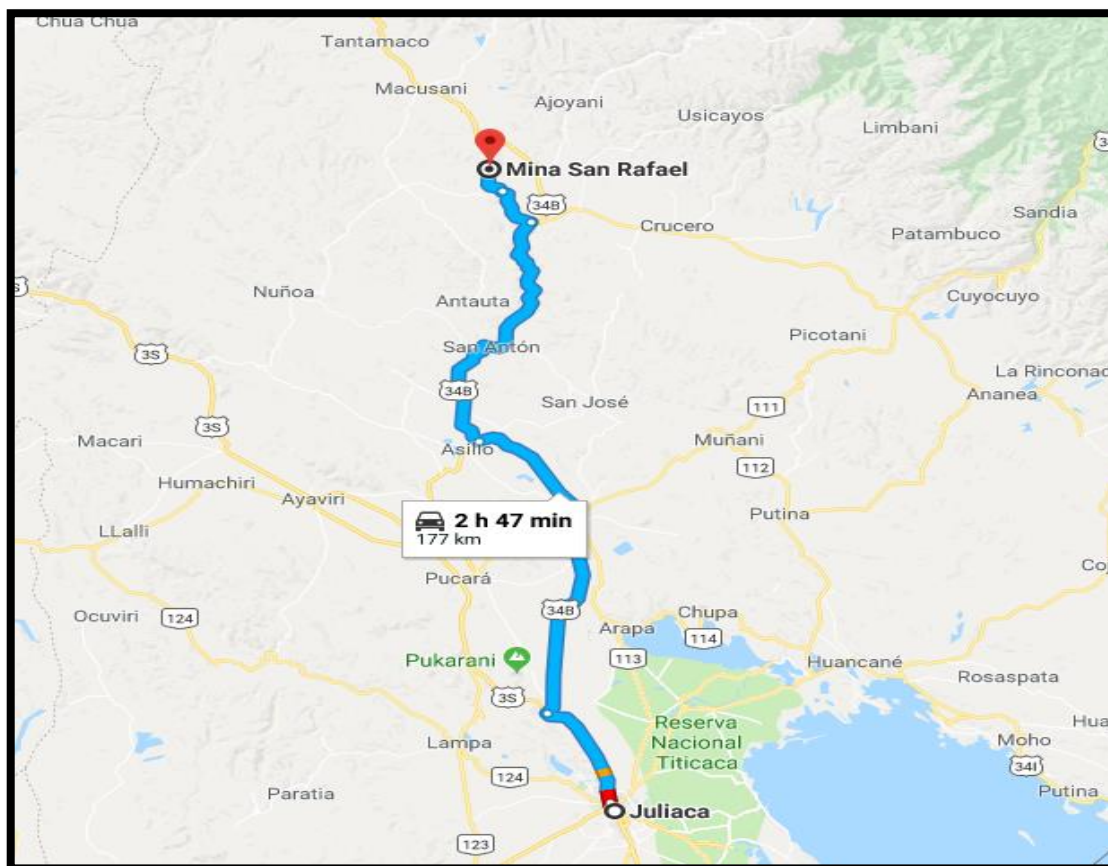 Chua Chua
Tantamaco
Macusani
Ajoyani
Usicayos
Limbani
Mina San Rafael
34B
Crucero
Sandia
Patambuco
Cuyocuyo
Nuñoa
Antauta
Picotani
San Antón
3S
La Rinconad
Ananea
34B
San José
111
3S
Muñani
Macari
Asillo
112
Humachiri
Ayaviri
Putina
LLalli
2 h 47 min
177 km
Pucará
Ocuviri
124
34B
Chupa
Arapa
114
113
Huancané
Pukarani
Rosaspata
3S
Reserva
Nacional
Titicaca
Lampa
Moho
124
34I
Putina
Paratia
Juliaca
123